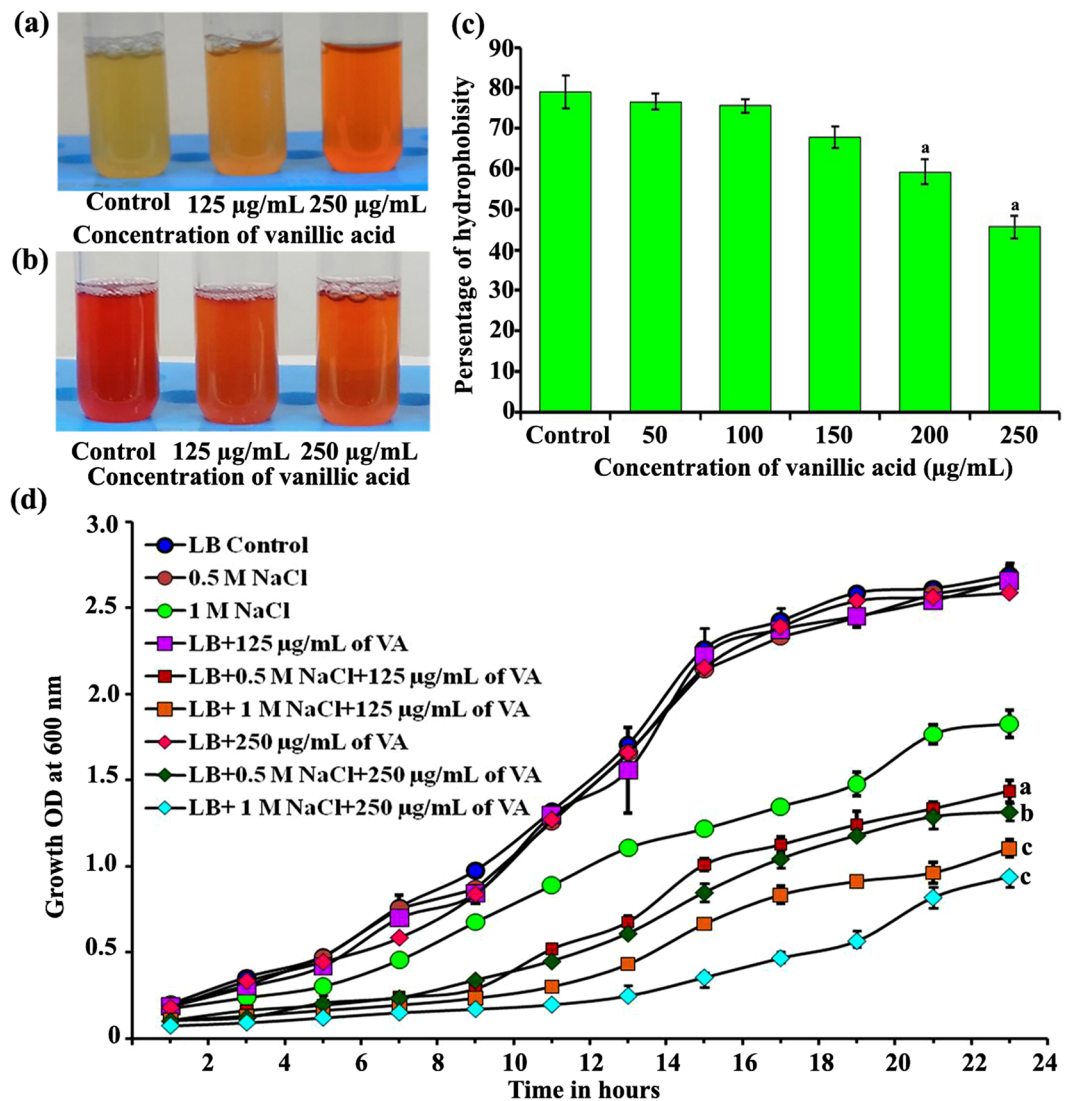 (a)
Control 125 µg/mL 250 µg/mL
Concentration of vanillic acid
(b)
Control 125 µg/mL 250 µg/mL
Concentration of vanillic acid
(c)
Persentage of hydrophobisity
90
80
70
60
50
40
30
20
10
0
a
a
Control 50 100 150 200 250
Concentration of vanillic acid (µg/mL)
(d)
Growth OD at 600 nm
3.0
2.5
2.0
1.5
1.0
0.5
0
LB Control
0.5 M NaCl
1 M NaCl
LB+125 µg/mL of VA
LB+0.5 M NaCl+125 µg/mL of VA
LB+ 1 M NaCl+125 µg/mL of VA
LB+250 µg/mL of VA
LB+0.5 M NaCl+250 µg/mL of VA
LB+ 1 M NaCl+250 µg/mL of VA
a
b
c
c
2 4 6 8 10 12 14 16 18 20 22 24
Time in hours